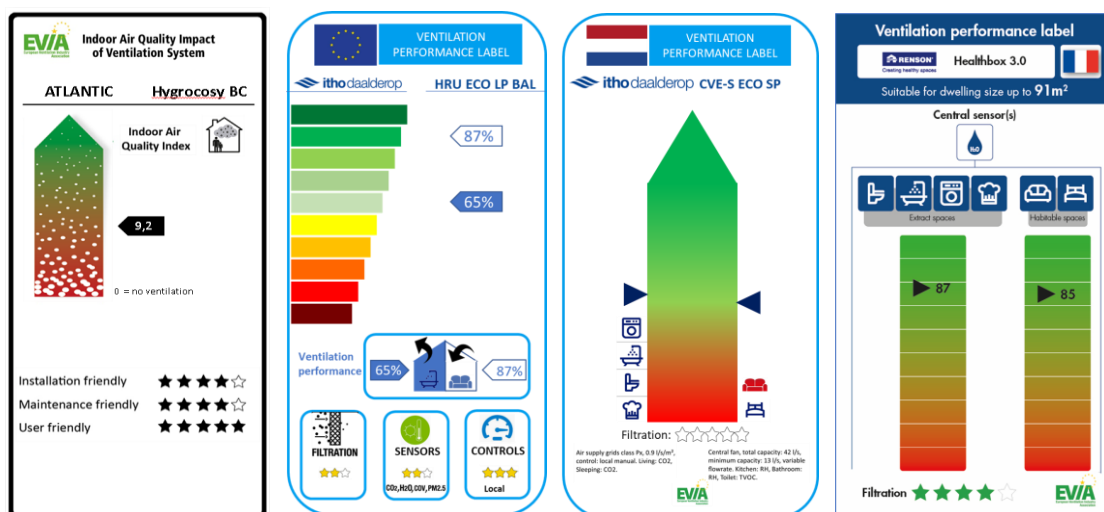 EVIA
European Ventilation Industry
Association
Indoor Air Quality Impact
of Ventilation System
ATLANTIC Hygrocosy BC
Indoor Air
Quality Index
9,2
0 = no ventilation
Installation friendly
Maintenance friendly
User friendly
VENTILATION
PERFORMANCE LABEL
ithodaalderop HRU ECO LP BAL
87%
65%
Ventilation
performance
65%
87%
FILTRATION
SENSORS
CO2, H2O, COV, PM2.5
CONTROLS
Local
VENTILATION
PERFORMANCE LABEL
ithodaalderop CVE-S ECO SP
Filtration:
Air supply grids class Px, 0.9 l/s/m²,
control: local manual. Living: CO2,
Sleeping: CO2.
Central fan, total capacity: 42 l/s,
minimum capacity: 13 l/s, variable
flowrate. Kitchen: RH, Bathroom:
RH, Toilet: TVOC.
EVIA
Ventilation performance label
RENSON
Creating healthy spaces
Healthbox 3.0
Suitable for dwelling size up to 91m²
Central sensor(s)
H2O
Extract spaces
Habitable spaces
87
85
Filtration
EVIA